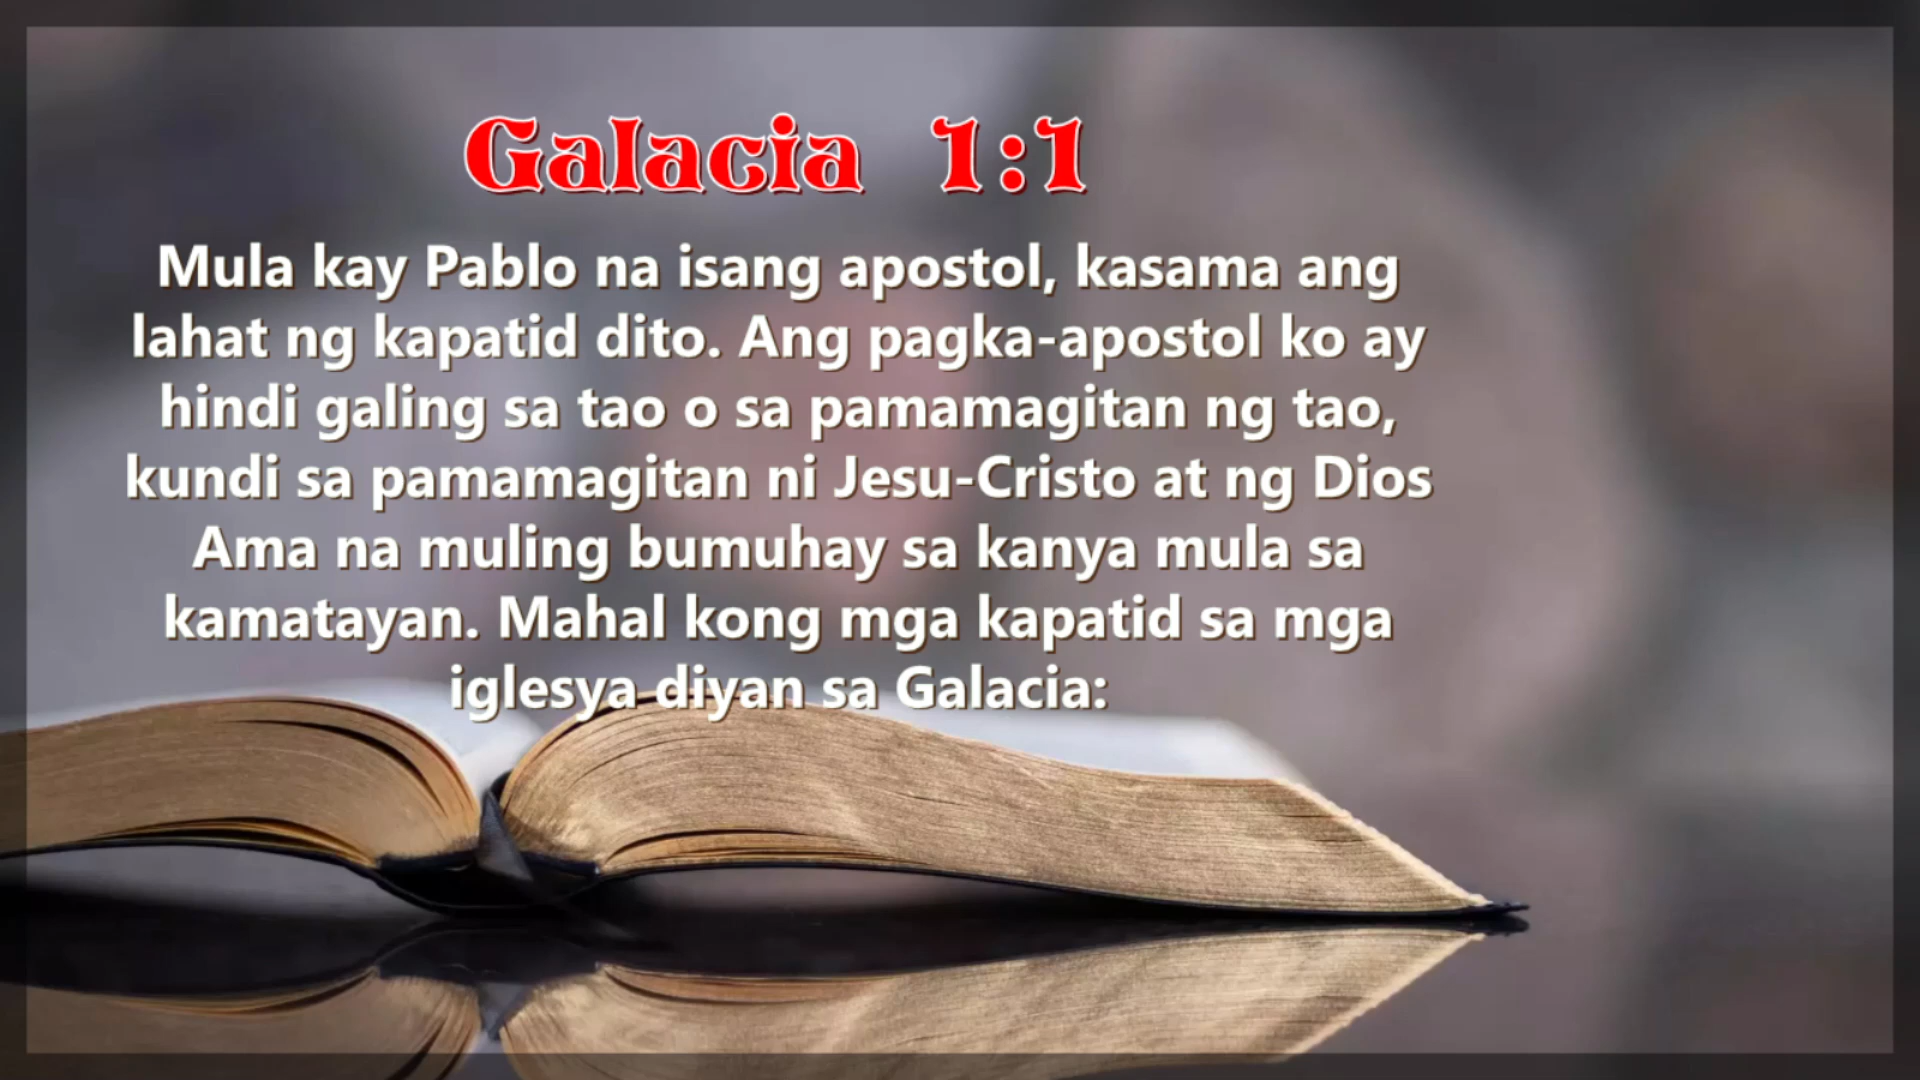 Galacia 1:1
Mula kay Pablo na isang apostol, kasama ang
lahat ng kapatid dito. Ang pagka-apostol ko ay
hindi galing sa tao o sa pamamagitan ng tao,
kundi sa pamamagitan ni Jesu-Cristo at ng Dios
Ama na muling bumuhay sa kanya mula sa
kamatayan. Mahal kong mga kapatid sa mga
iglesya diyan sa Galacia: